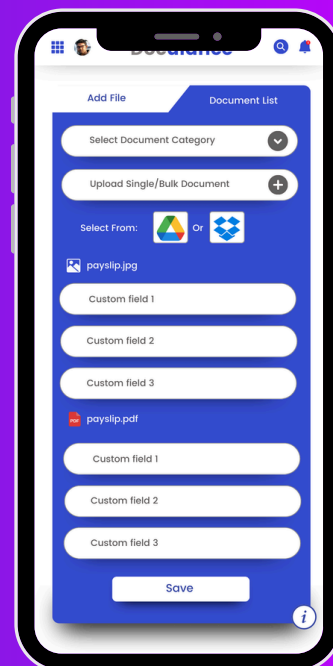 Add File
Document List
Select Document Category
Upload Single/Bulk Document
Select From:
Or
payslip.jpg
Custom field 1
Custom field 2
Custom field 3
PDF
payslip.pdf
Custom field 1
Custom field 2
Custom field 3
Save
i